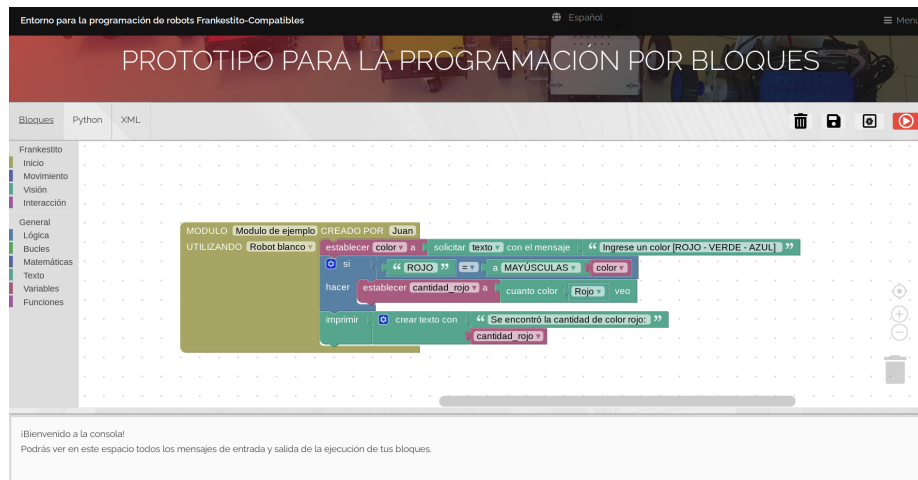 Entorno para la programación de robots Frankestito-Compatibles
Español
Menu
PROTOTIPO PARA LA PROGRAMACIÓN POR BLOQUES
Bloques Python XML
Frankestito
Inicio
Movimiento
Visión
Interacción
General
Lógica
Bucles
Matemáticas
Texto
Variables
Funciones
MODULO Modulo de ejemplo CREADO POR Juan
UTILIZANDO Robot blanco establecer color a solicitar texto con el mensaje “ Ingrese un color [ROJO - VERDE - AZUL] ”
si “ ROJO ” = a MAYÚSCULAS color
hacer establecer cantidad_rojo a cuanto color Rojo veo
imprimir crear texto con “ Se encontró la cantidad de color rojo: ”
cantidad_rojo
¡Bienvenido a la consola!
Podrás ver en este espacio todos los mensajes de entrada y salida de la ejecución de tus bloques.